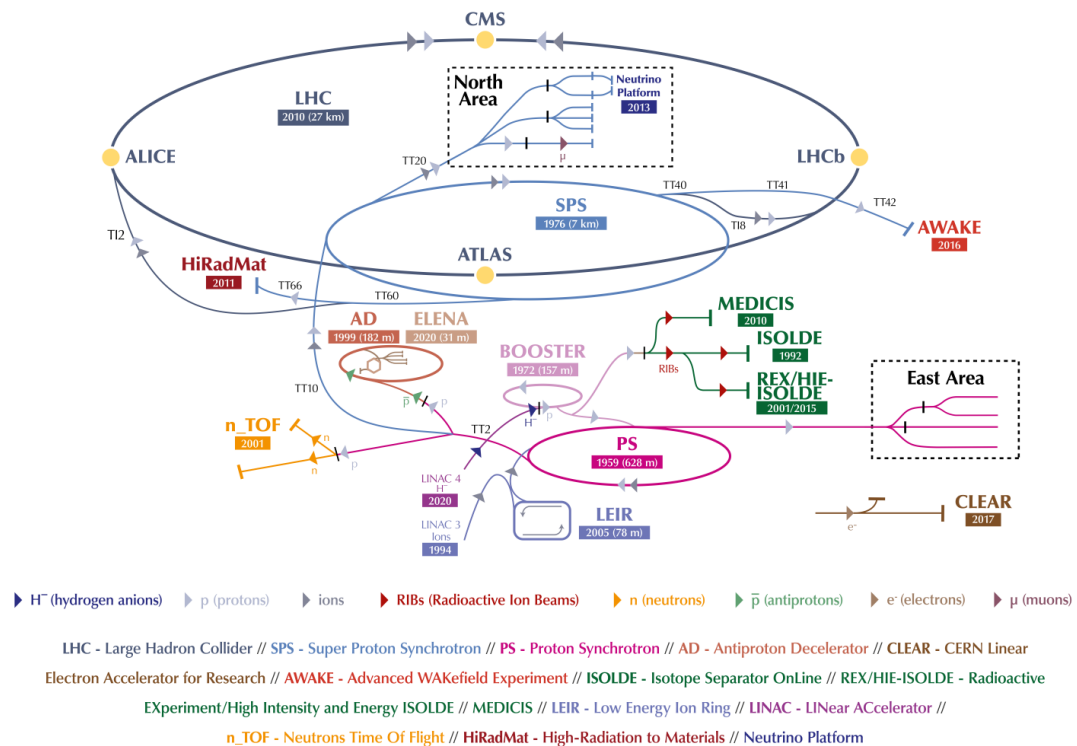 CMS
North
Area
Neutrino
Platform
2013
LHC
2010 (27 km)
ALICE
LHCb
TT20
μ
TT40
TT41
TT42
SPS
1976 (7 km)
TI8
TI2
AWAKE
2016
ATLAS
HiRadMat
2011
TT66
TT60
MEDICIS
2010
AD
1999 (182 m)
ELENA
2020 (31 m)
BOOSTER
1972 (157 m)
ISOLDE
1992
RIBs
REX/HIE-
ISOLDE
2001/2015
East Area
TT10
p̅
p
H⁻
p
n_TOF
2001
n
n
p
TT2
PS
1959 (628 m)
LINAC 4
H⁻
2020
LINAC 3
Ions
1994
LEIR
2005 (78 m)
CLEAR
2017
e⁻
H⁻ (hydrogen anions) p (protons) ions RIBs (Radioactive Ion Beams) n (neutrons) p̅ (antiprotons) e⁻ (electrons) μ (muons)
LHC - Large Hadron Collider // SPS - Super Proton Synchrotron // PS - Proton Synchrotron // AD - Antiproton Decelerator // CLEAR - CERN Linear
Electron Accelerator for Research // AWAKE - Advanced WAKefield Experiment // ISOLDE - Isotope Separator OnLine // REX/HIE-ISOLDE - Radioactive
EXperiment/High Intensity and Energy ISOLDE // MEDICIS // LEIR - Low Energy Ion Ring // LINAC - LINear ACcelerator //
n_TOF - Neutrons Time Of Flight // HiRadMat - High-Radiation to Materials // Neutrino Platform